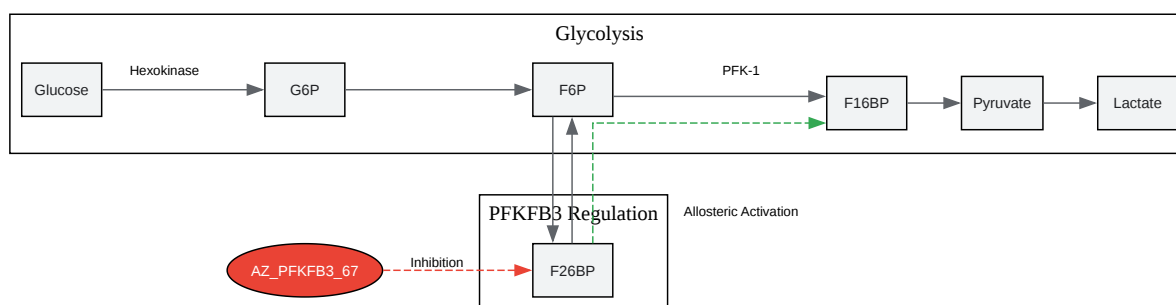 Glycolysis
Hexokinase
PFK-1
Glucose
G6P
F6P
F16BP
Pyruvate
Lactate
PFKFB3 Regulation
Allosteric Activation
AZ_PFKFB3_67
Inhibition
F26BP